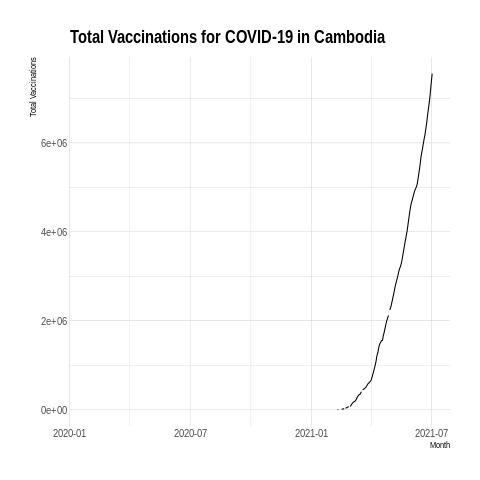 Total Vaccinations for COVID-19 in Cambodia
Total Vaccinations
6e+06
4e+06
2e+06
0e+00
2020-01 2020-07 2021-01 2021-07
Month